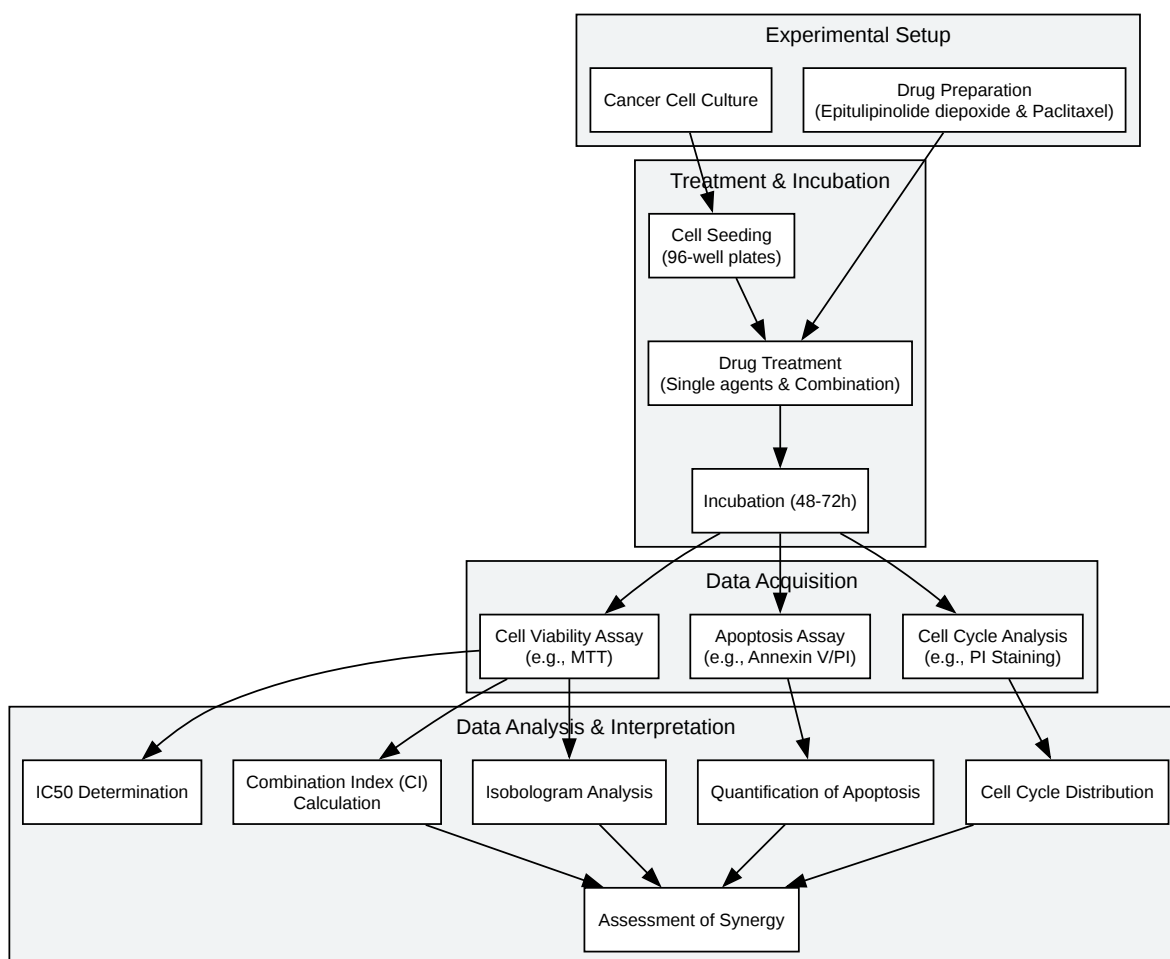 Experimental Setup
Cancer Cell Culture
Drug Preparation
(Epitulipinolide diepoxide & Paclitaxel)
Treatment & Incubation
Cell Seeding
(96-well plates)
Drug Treatment
(Single agents & Combination)
Incubation (48-72h)
Data Acquisition
Cell Viability Assay
(e.g., MTT)
Apoptosis Assay
(e.g., Annexin V/PI)
Cell Cycle Analysis
(e.g., PI Staining)
Data Analysis & Interpretation
IC50 Determination
Combination Index (CI)
Calculation
Isobologram Analysis
Quantification of Apoptosis
Cell Cycle Distribution
Assessment of Synergy